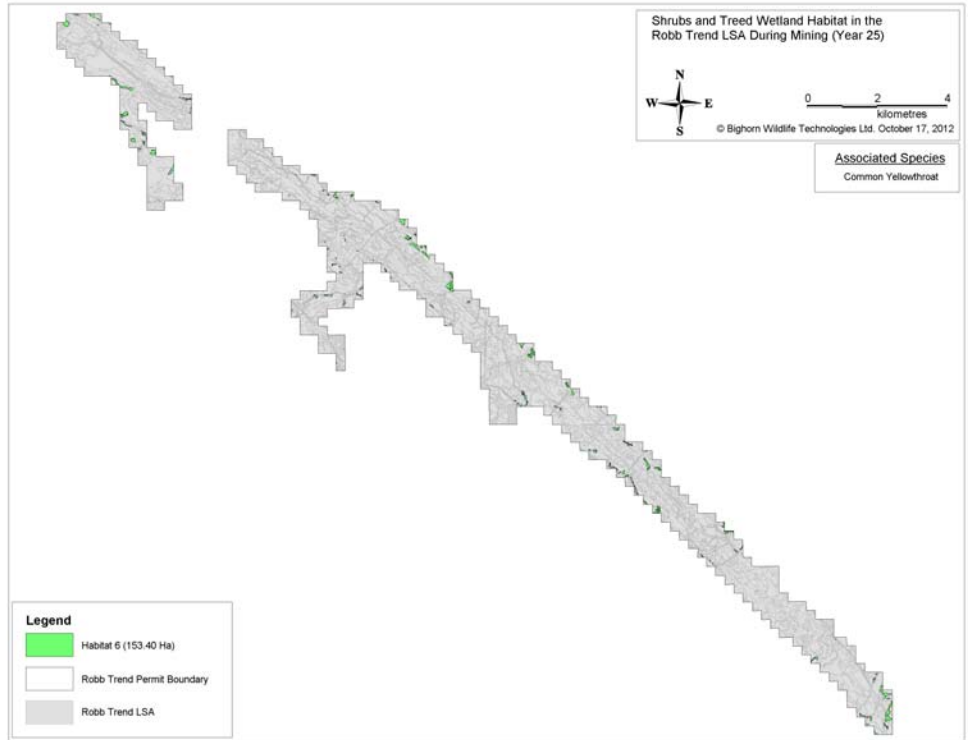 Shrubs and Treed Wetland Habitat in the
Robb Trend LSA During Mining (Year 25)
N
W E
S
0 2 4
kilometres
© Bighorn Wildlife Technologies Ltd. October 17, 2012
Associated Species
Common Yellowthroat
Legend
Habitat 6 (153.40 Ha)
Robb Trend Permit Boundary
Robb Trend LSA